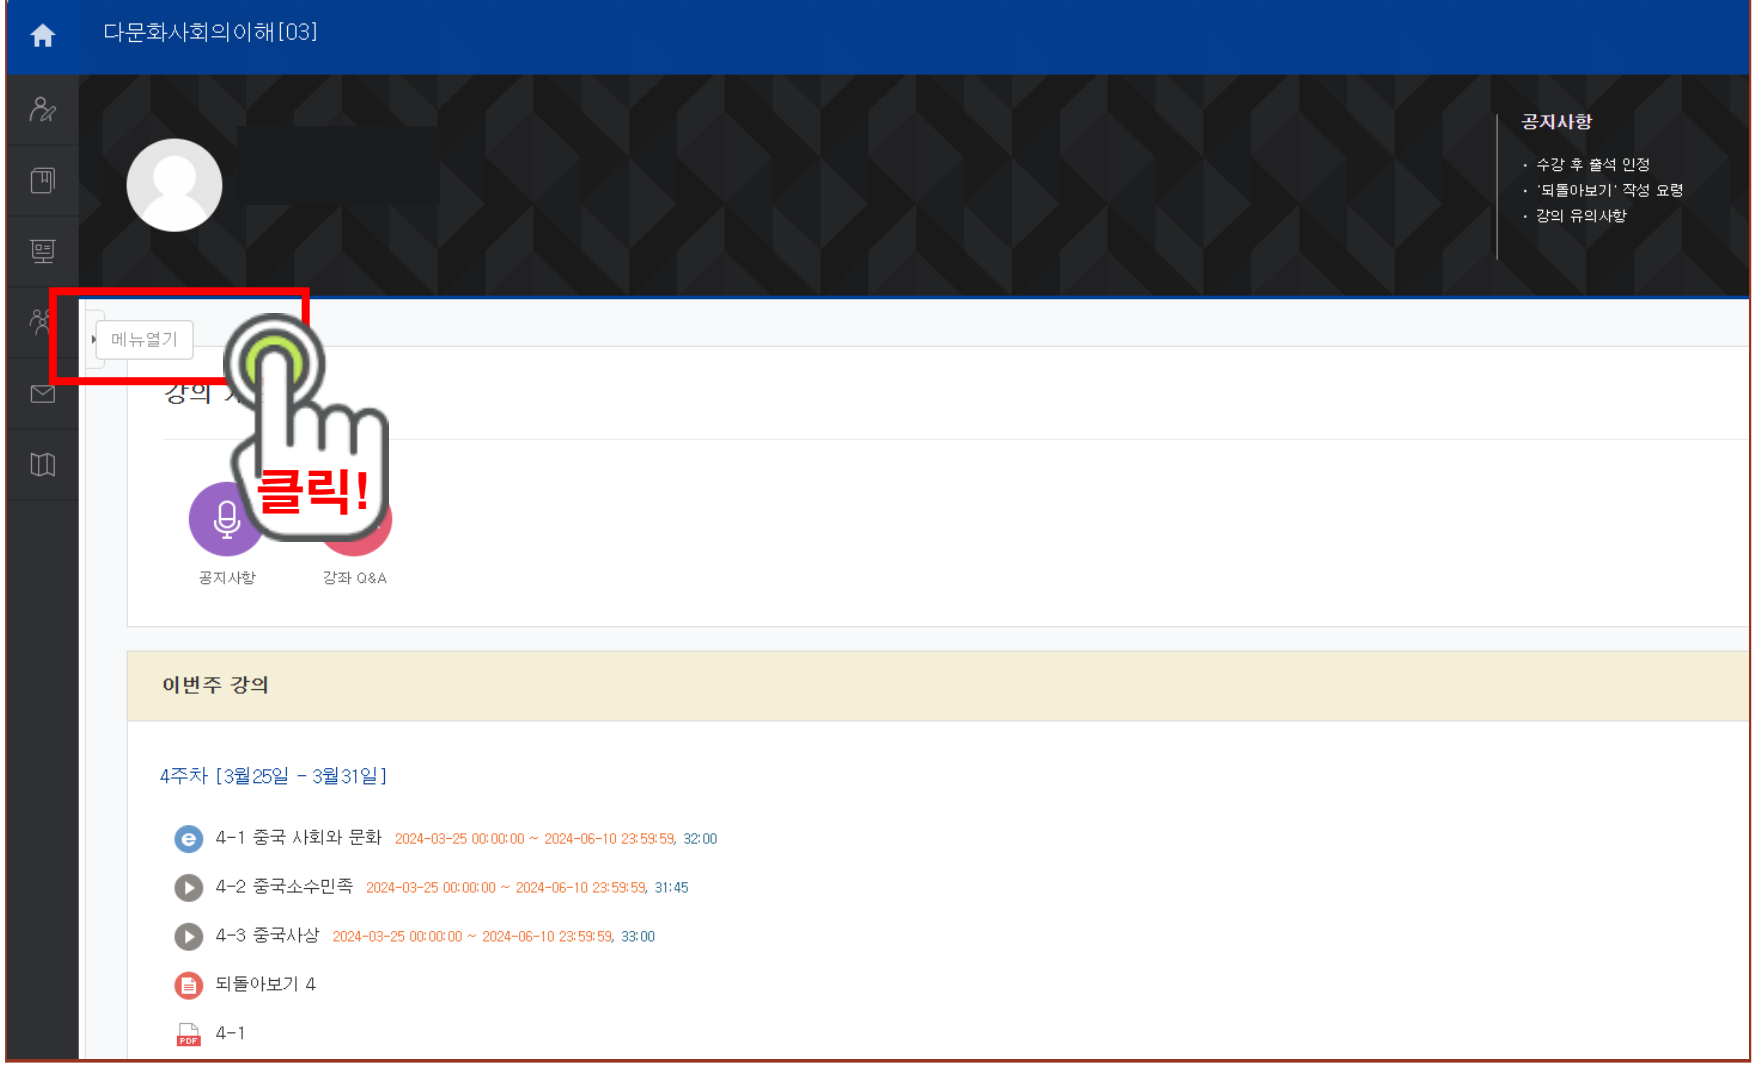 다문화사회의이해[03]
공지사항
· 수강 후 출석 인정
· '되돌아보기' 작성 요령
· 강의 유의사항
메뉴열기
강의
클릭!
공지사항
강좌 Q&A
이번주 강의
4주차 [3월25일 - 3월31일]
4-1 중국 사회와 문화 2024-03-25 00:00:00 ~ 2024-06-10 23:59:59, 32:00
4-2 중국소수민족 2024-03-25 00:00:00 ~ 2024-06-10 23:59:59, 31:45
4-3 중국사상 2024-03-25 00:00:00 ~ 2024-06-10 23:59:59, 33:00
되돌아보기 4
PDF 4-1